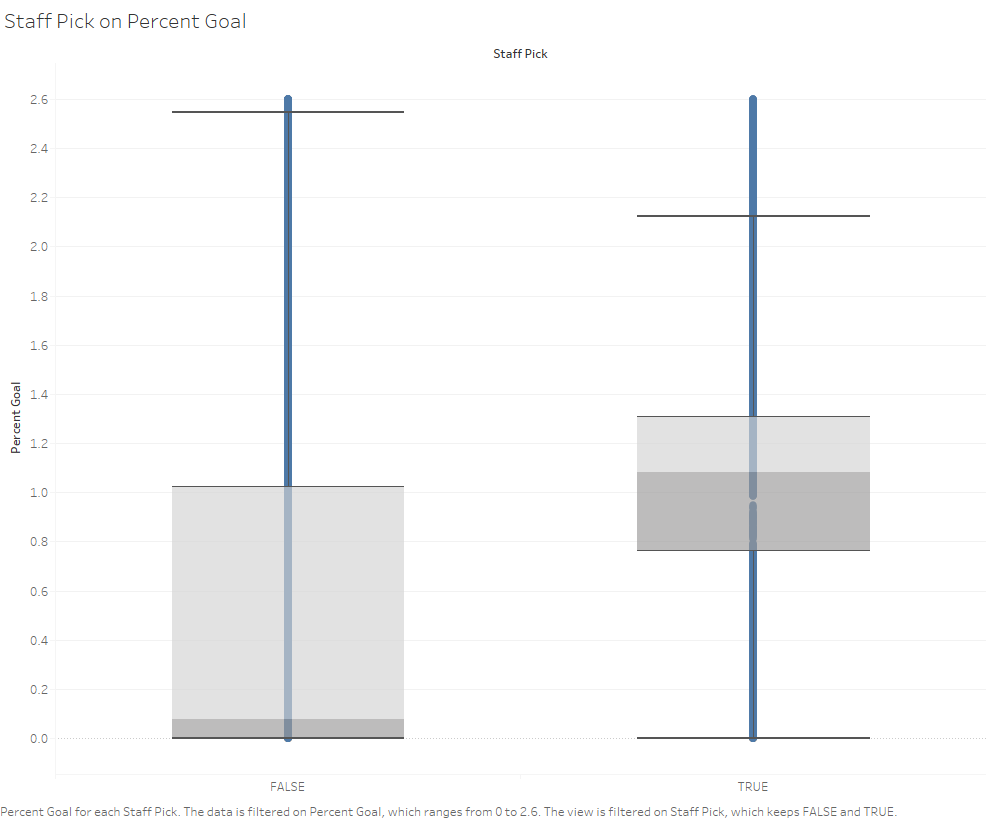 Staff Pick on Percent Goal
Staff Pick
Percent Goal
2.6
2.4
2.2
2.0
1.8
1.6
1.4
1.2
1.0
0.8
0.6
0.4
0.2
0.0
FALSE
TRUE
Percent Goal for each Staff Pick. The data is filtered on Percent Goal, which ranges from 0 to 2.6. The view is filtered on Staff Pick, which keeps FALSE and TRUE.